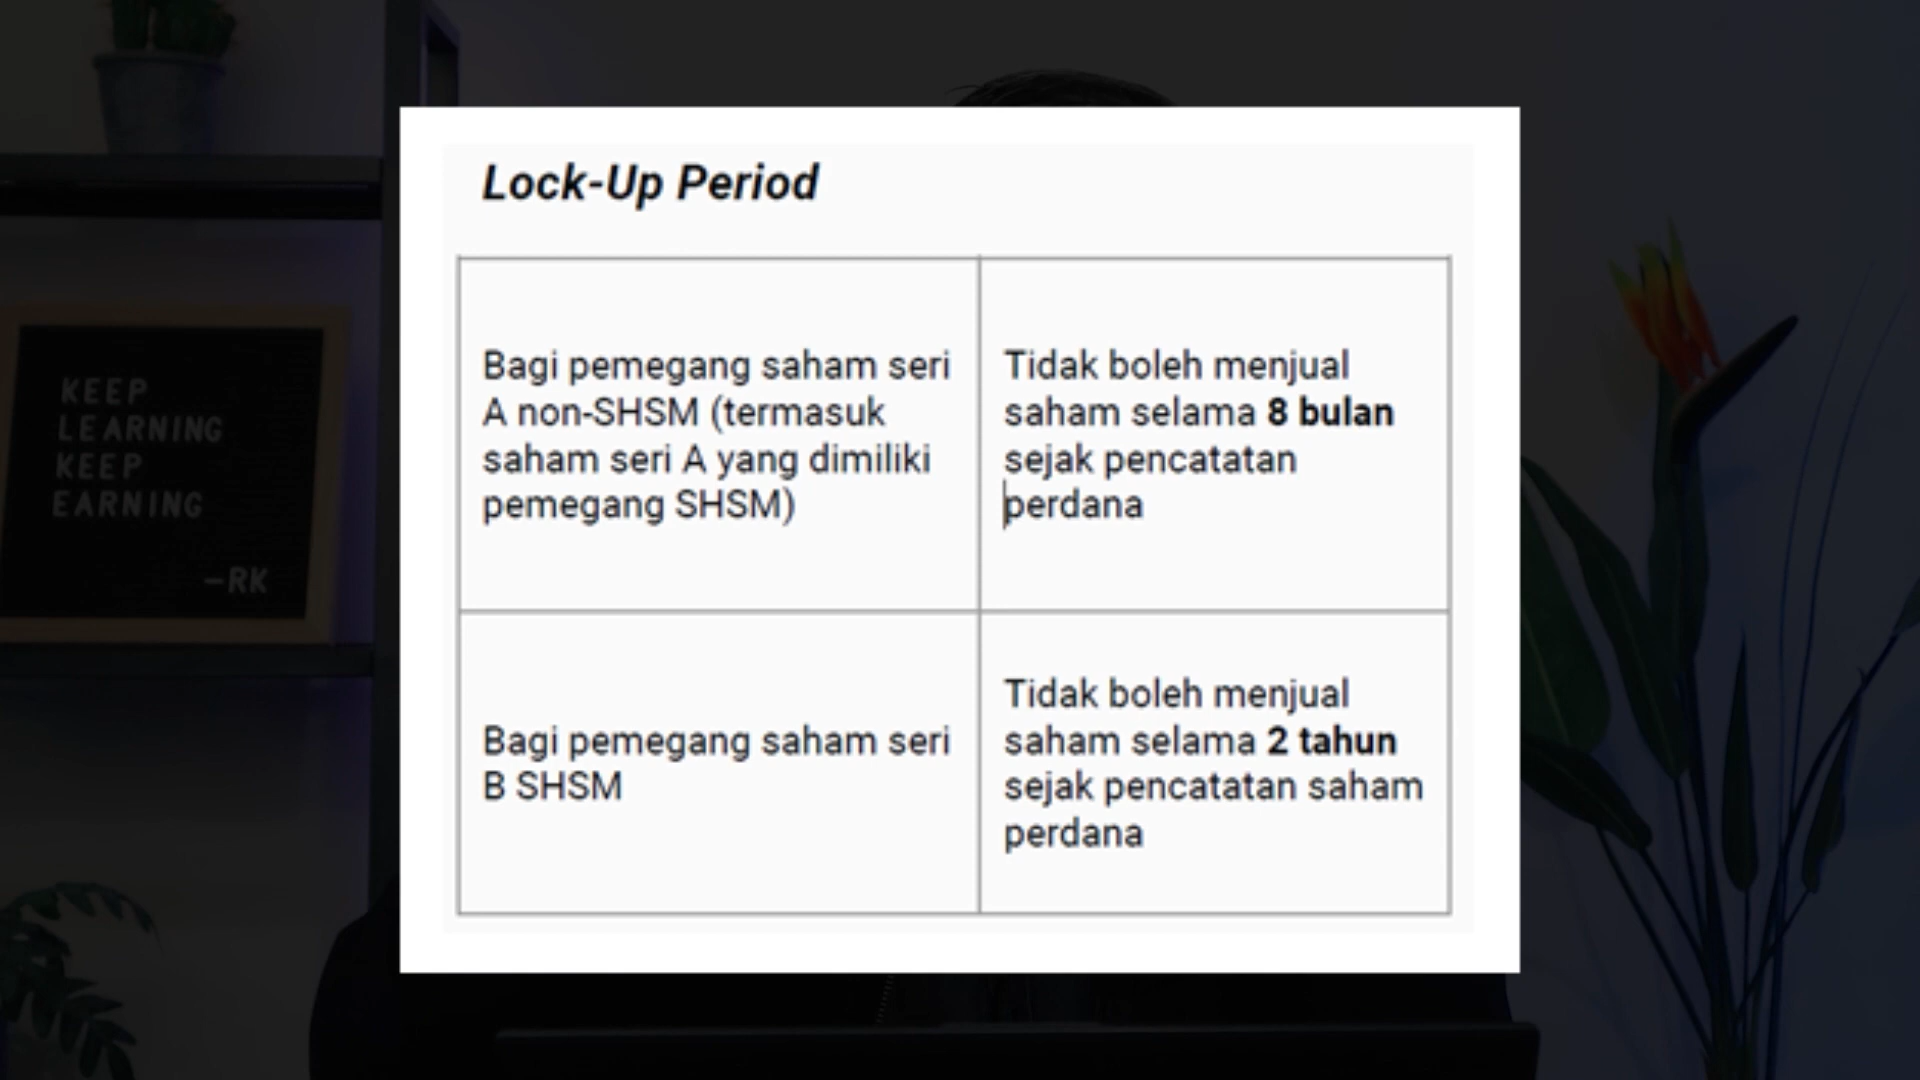 Lock-Up Period
Bagi pemegang saham seri
A non-SHSM (termasuk
saham seri A yang dimiliki
pemegang SHSM)
Tidak boleh menjual
saham selama 8 bulan
sejak pencatatan
perdana
Bagi pemegang saham seri
B SHSM
Tidak boleh menjual
saham selama 2 tahun
sejak pencatatan saham
perdana
KEEP
LEARNING
KEEP
EARNING
–RK